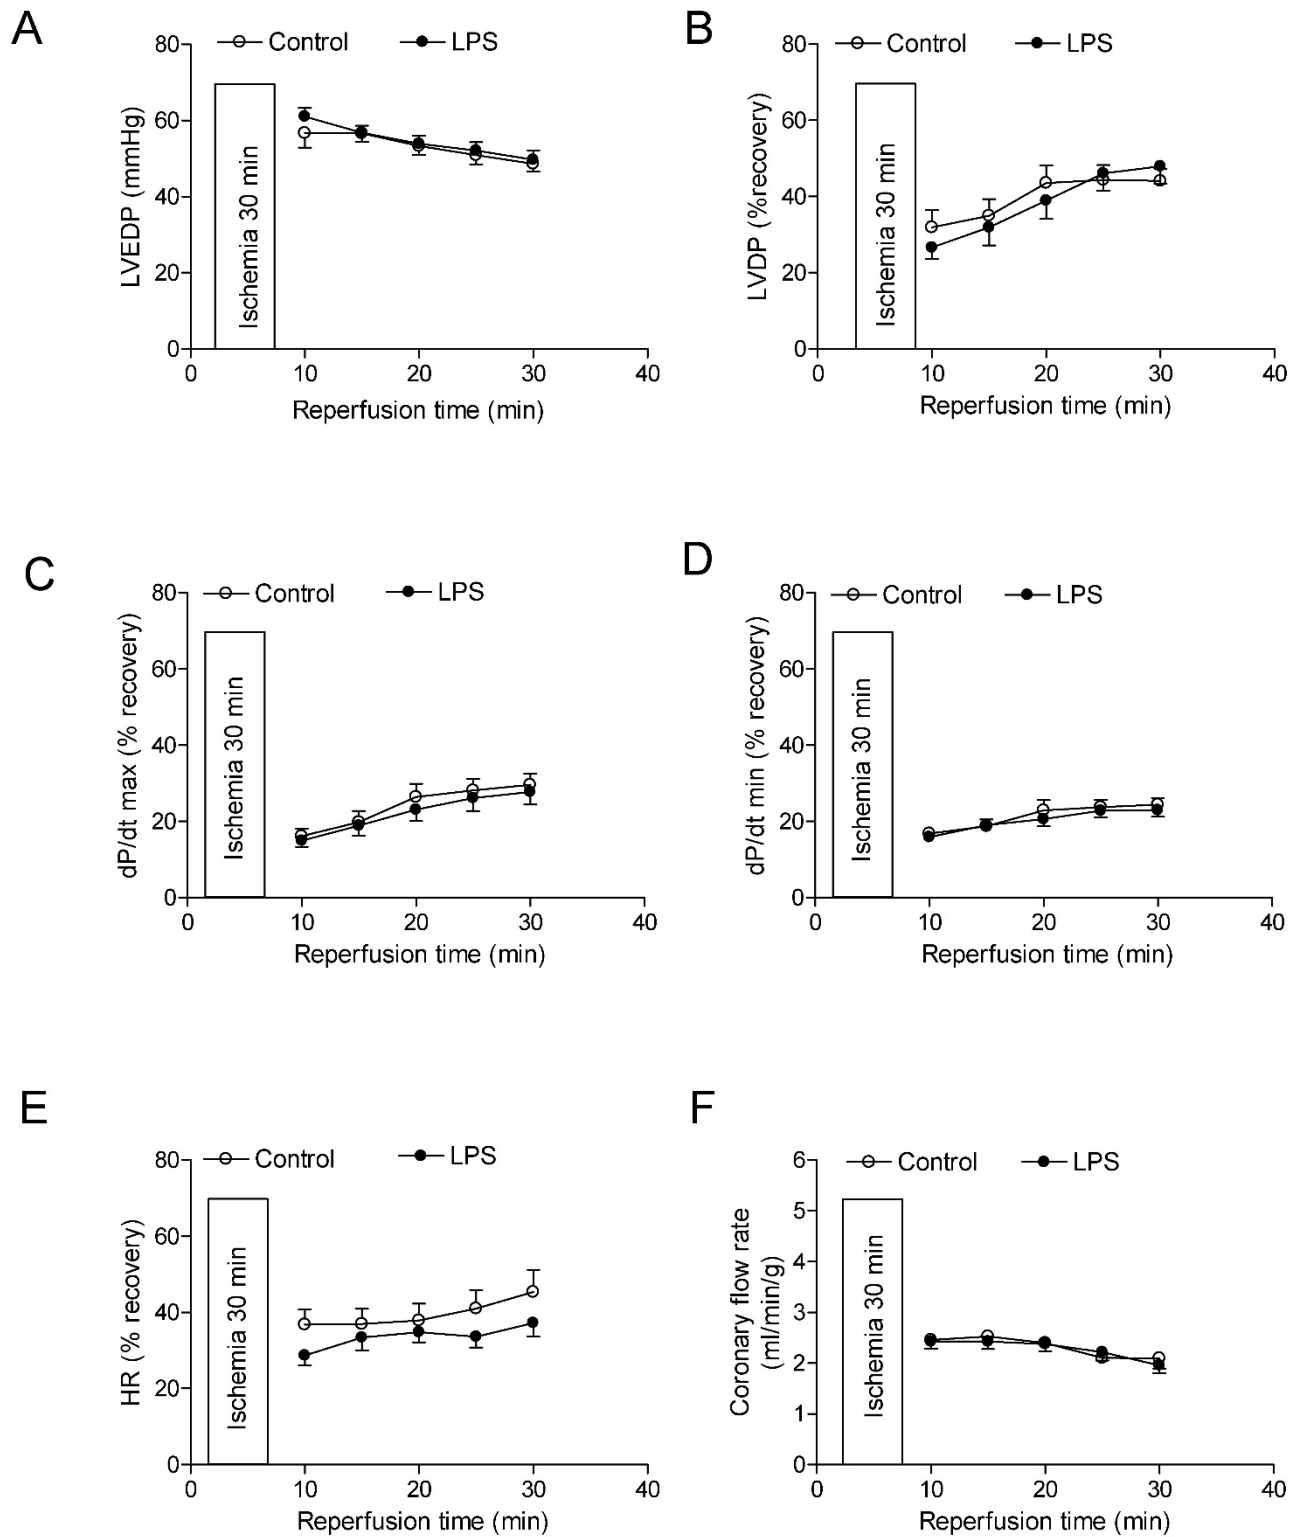 A
Control LPS
LVEDP (mmHg)
80
60
40
20
0
Ischemia 30 min
0 10 20 30 40
Reperfusion time (min)
B
Control LPS
LVDP (%recovery)
80
60
40
20
0
Ischemia 30 min
0 10 20 30 40
Reperfusion time (min)
C
Control LPS
dP/dt max (% recovery)
80
60
40
20
0
Ischemia 30 min
0 10 20 30 40
Reperfusion time (min)
D
Control LPS
dP/dt min (% recovery)
80
60
40
20
0
Ischemia 30 min
0 10 20 30 40
Reperfusion time (min)
E
Control LPS
HR (% recovery)
80
60
40
20
0
Ischemia 30 min
0 10 20 30 40
Reperfusion time (min)
F
Control LPS
Coronary flow rate
(ml/min/g)
6
5
4
3
2
1
0
Ischemia 30 min
0 10 20 30 40
Reperfusion time (min)